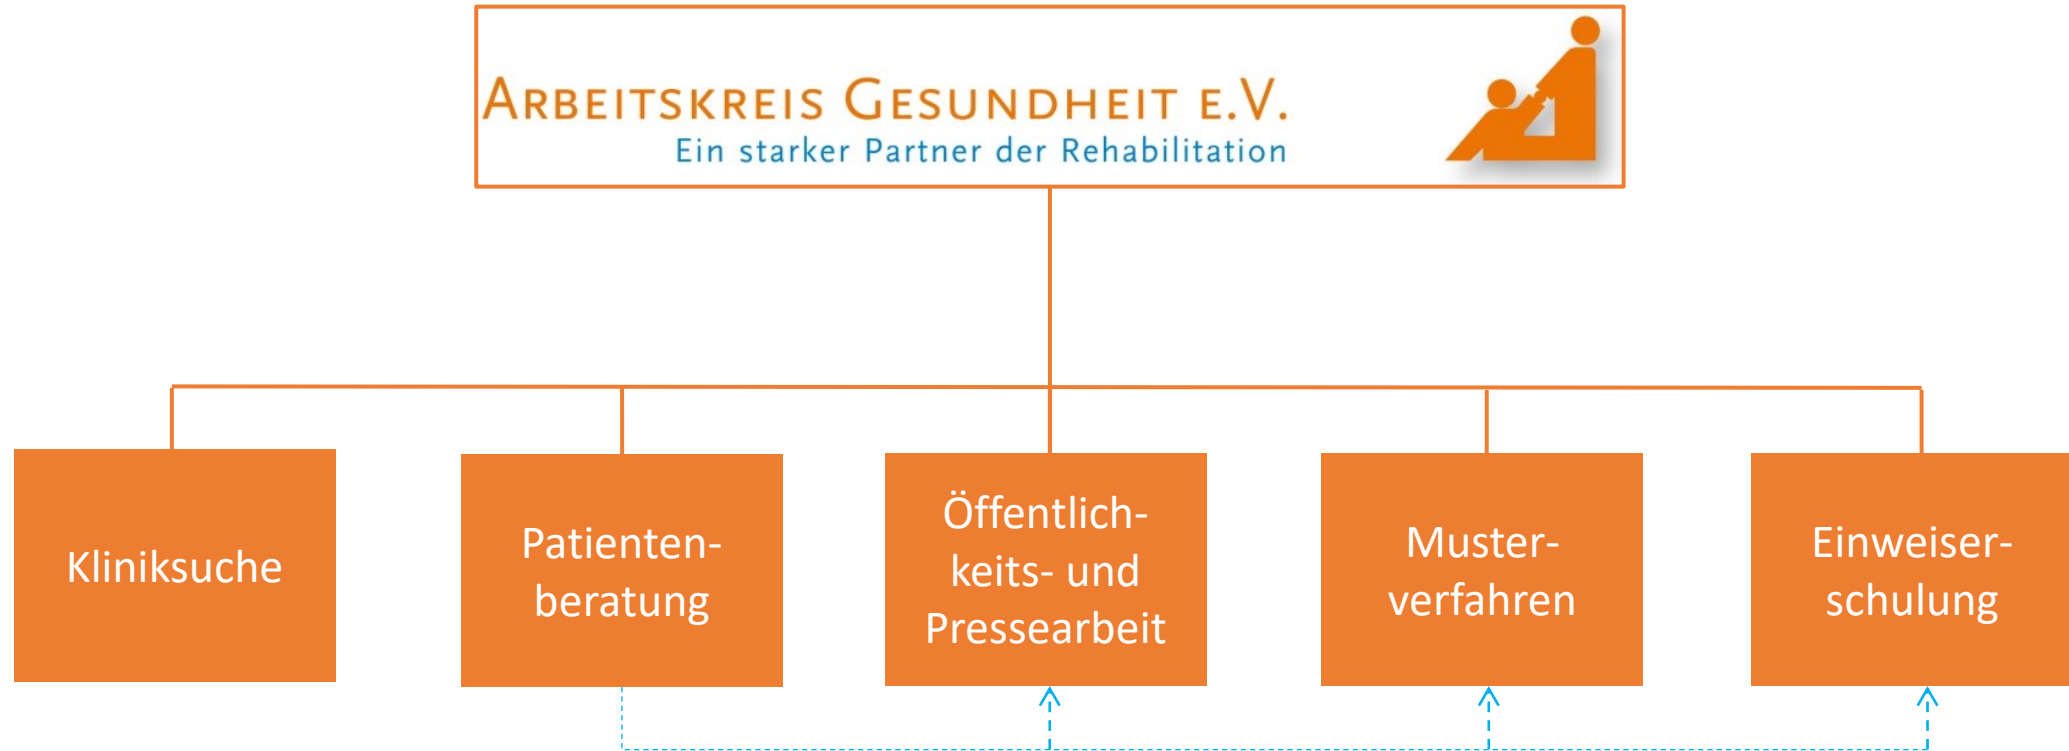 ARBEITSKREIS GESUNDHEIT E.V.
Ein starker Partner der Rehabilitation
Kliniksuche
Patienten-
beratung
Öffentlich-
keits- und
Pressearbeit
Muster-
verfahren
Einweiser-
schulung